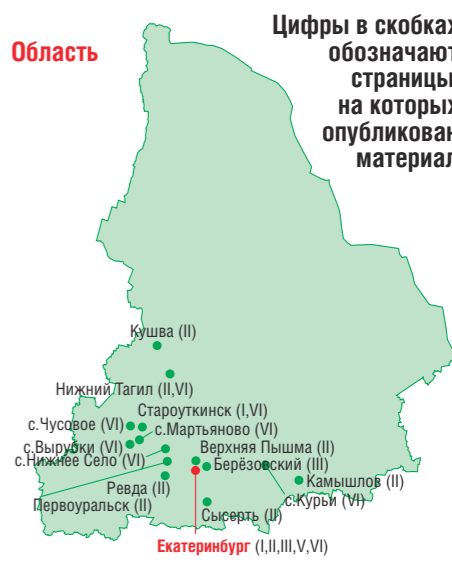 Область
Цифры в скобках
обозначают
страницы,
на которых
опубликован
материал
Кушва (II)
Нижний Тагил (II,VI)
Староуткинск (I,VI)
с.Чусовое (VI)
с.Мартьяново (VI)
с.Вырубки (VI)
Верхняя Пышма (II)
с.Нижнее Село (VI)
Берёзовский (III)
Ревда (II)
Камышлов (II)
Первоуральск (II)
с.Курьи (VI)
Сысерть (II)
Екатеринбург (I,II,III,V,VI)